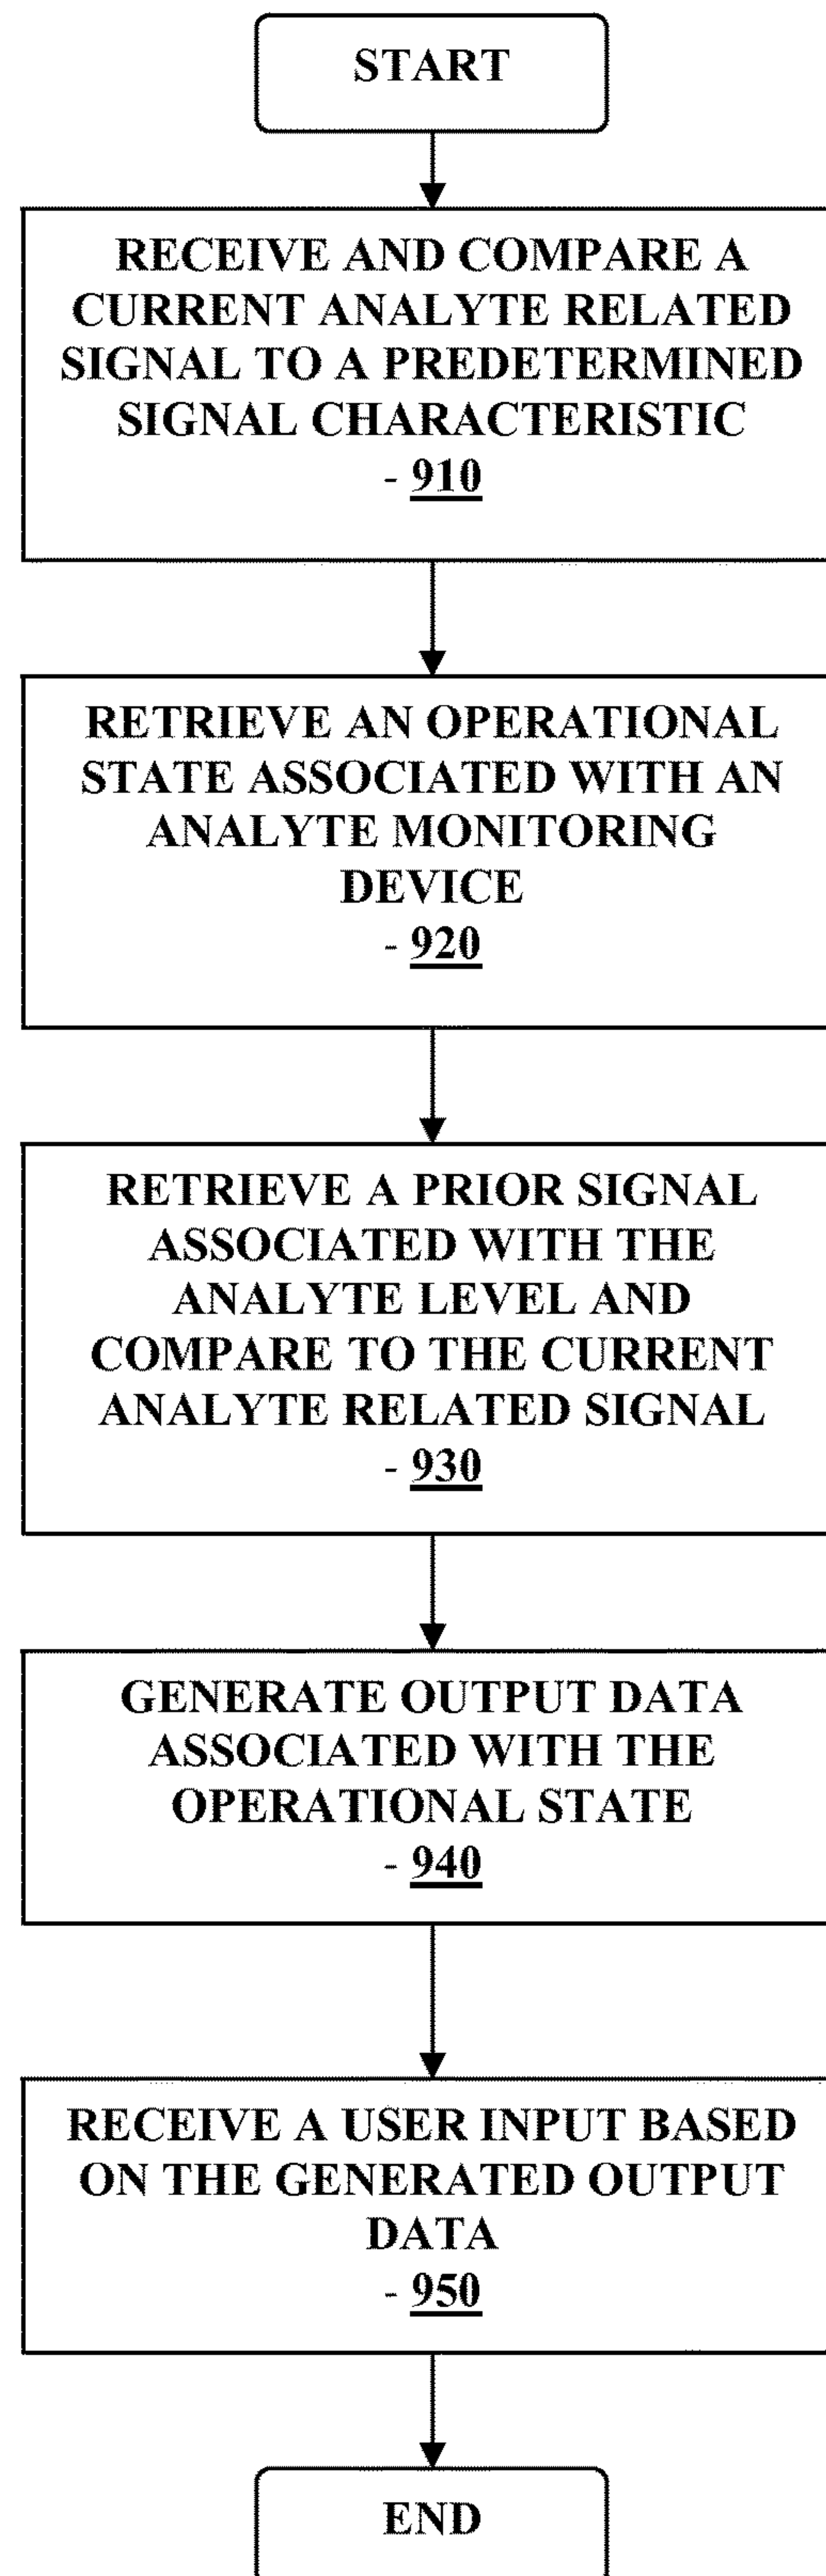 START
RECEIVE AND COMPARE A
CURRENT ANALYTE RELATED
SIGNAL TO A PREDETERMINED
SIGNAL CHARACTERISTIC
- 910
RETRIEVE AN OPERATIONAL
STATE ASSOCIATED WITH AN
ANALYTE MONITORING
DEVICE
- 920
RETRIEVE A PRIOR SIGNAL
ASSOCIATED WITH THE
ANALYTE LEVEL AND
COMPARE TO THE CURRENT
ANALYTE RELATED SIGNAL
- 930
GENERATE OUTPUT DATA
ASSOCIATED WITH THE
OPERATIONAL STATE
- 940
RECEIVE A USER INPUT BASED
ON THE GENERATED OUTPUT
DATA
- 950
END